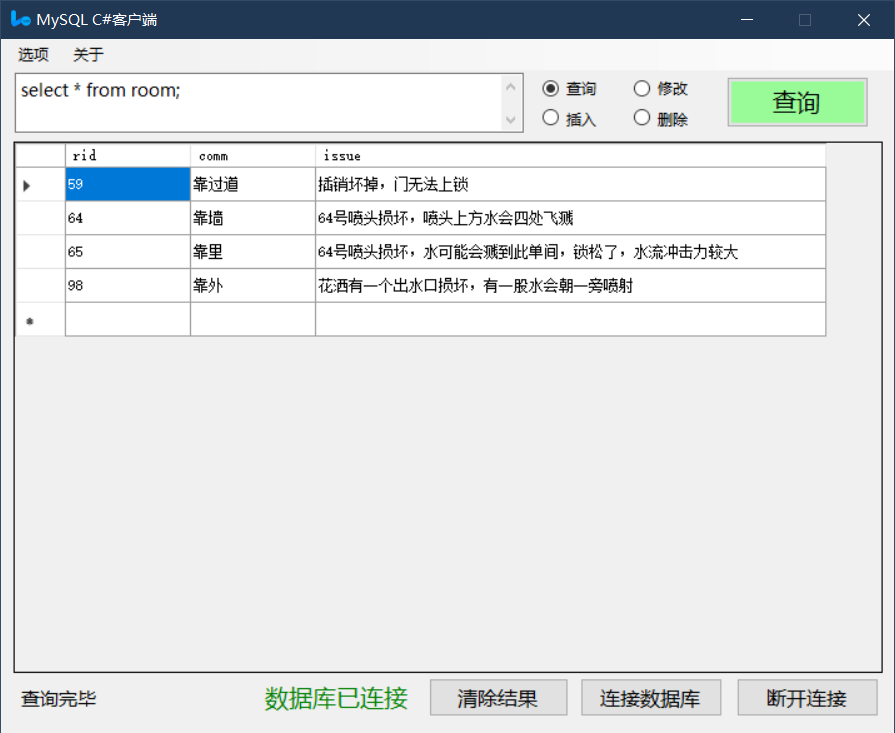 MySQL C#客户端
选项 关于
select * from room;
查询 修改
插入 删除
查询
rid comm issue
59 靠过道 插销坏掉，门无法上锁
64 靠墙 64号喷头损坏，喷头上方水会四处飞溅
65 靠里 64号喷头损坏，水可能会溅到此单间，锁松了，水流冲击力较大
98 靠外 花洒有一个出水口损坏，有一股水会朝一旁喷射
查询完毕 数据库已连接 清除结果 连接数据库 断开连接